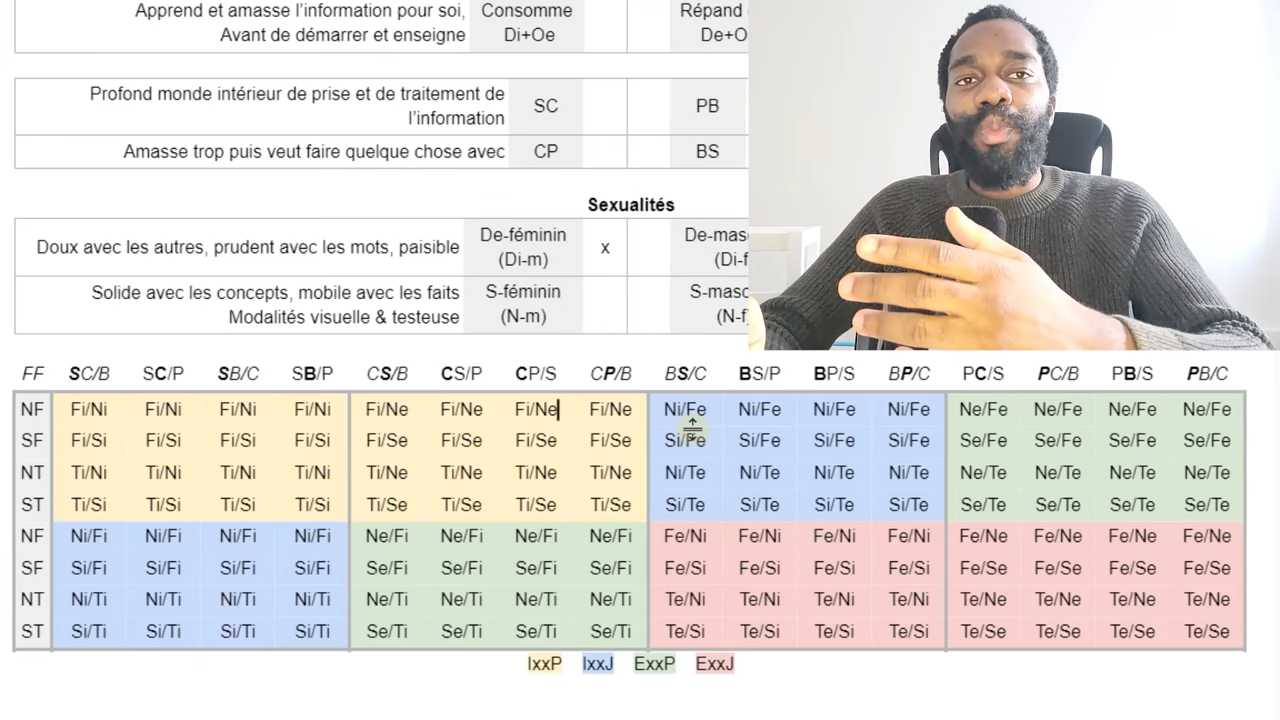 Apprend et amasse l'information pour soi, Consomme Répand
Avant de démarrer et enseigne Di+Oe De+O
Profond monde intérieur de prise et de traitement de
l'information SC PB
Amasse trop puis veut faire quelque chose avec CP BS
Sexualités
Doux avec les autres, prudent avec les mots, paisible De-féminin x De-mas
(Di-m) (Di-f
Solide avec les concepts, mobile avec les faits S-féminin S-masc
Modalités visuelle & testeuse (N-m) (N-f
FF SC/B SC/P SB/C SB/P CS/B CS/P CP/S CP/B BS/C BS/P BP/S BP/C PC/S PC/B PB/S PB/C
NF Fi/Ni Fi/Ni Fi/Ni Fi/Ni Fi/Ne Fi/Ne Fi/Ne Fi/Ne Ni/Fe Ni/Fe Ni/Fe Ni/Fe Ne/Fe Ne/Fe Ne/Fe Ne/Fe
SF Fi/Si Fi/Si Fi/Si Fi/Si Fi/Se Fi/Se Fi/Se Fi/Se Si/Fe Si/Fe Si/Fe Si/Fe Se/Fe Se/Fe Se/Fe Se/Fe
NT Ti/Ni Ti/Ni Ti/Ni Ti/Ni Ti/Ne Ti/Ne Ti/Ne Ti/Ne Ni/Te Ni/Te Ni/Te Ni/Te Ne/Te Ne/Te Ne/Te Ne/Te
ST Ti/Si Ti/Si Ti/Si Ti/Si Ti/Se Ti/Se Ti/Se Ti/Se Si/Te Si/Te Si/Te Si/Te Se/Te Se/Te Se/Te Se/Te
NF Ni/Fi Ni/Fi Ni/Fi Ni/Fi Ne/Fi Ne/Fi Ne/Fi Ne/Fi Fe/Ni Fe/Ni Fe/Ni Fe/Ni Fe/Ne Fe/Ne Fe/Ne Fe/Ne
SF Si/Fi Si/Fi Si/Fi Si/Fi Se/Fi Se/Fi Se/Fi Se/Fi Fe/Si Fe/Si Fe/Si Fe/Si Fe/Se Fe/Se Fe/Se Fe/Se
NT Ni/Ti Ni/Ti Ni/Ti Ni/Ti Ne/Ti Ne/Ti Ne/Ti Ne/Ti Te/Ni Te/Ni Te/Ni Te/Ni Te/Ne Te/Ne Te/Ne Te/Ne
ST Si/Ti Si/Ti Si/Ti Si/Ti Se/Ti Se/Ti Se/Ti Se/Ti Te/Si Te/Si Te/Si Te/Si Te/Se Te/Se Te/Se Te/Se
IxxP IxxJ ExxP ExxJ